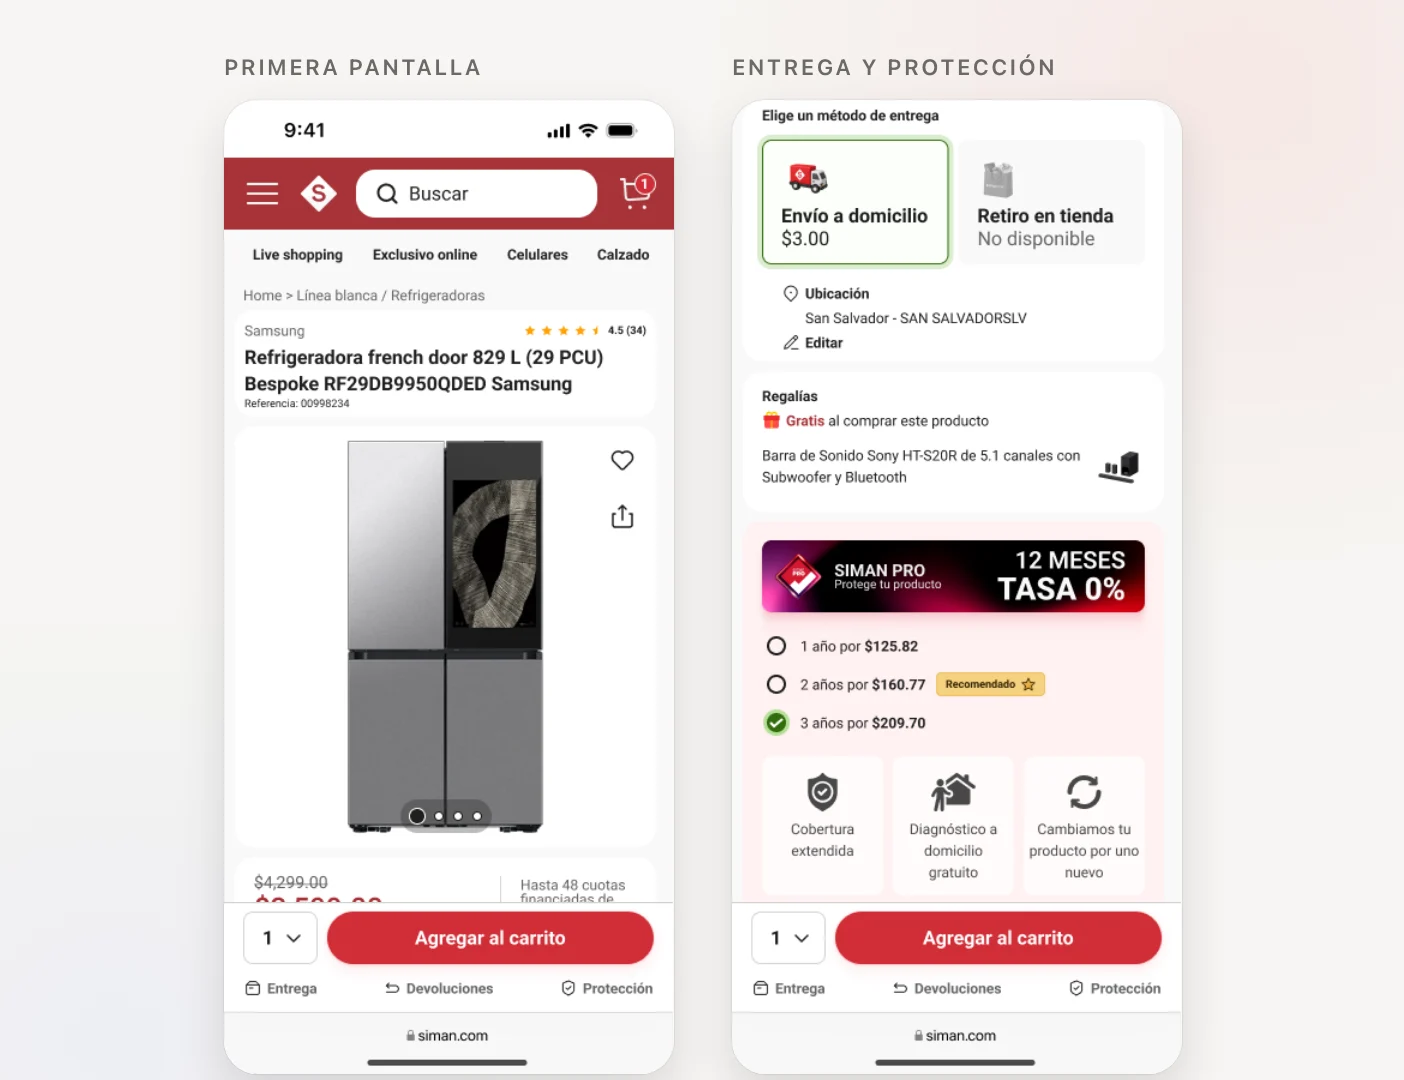 PRIMERA PANTALLA
9:41
S
Buscar
1
Live shopping
Exclusivo online
Celulares
Calzado
Home > Línea blanca / Refrigeradoras
Samsung
4.5 (34)
Refrigeradora french door 829 L (29 PCU)
Bespoke RF29DB9950QDED Samsung
Referencia: 00998234
$4,299.00
Hasta 48 cuotas
financiadas de
1
Agregar al carrito
Entrega
Devoluciones
Protección
siman.com
ENTREGA Y PROTECCIÓN
Elige un método de entrega
Envío a domicilio
$3.00
Retiro en tienda
No disponible
Ubicación
San Salvador - SAN SALVADORSLV
Editar
Regalías
Gratis al comprar este producto
Barra de Sonido Sony HT-S20R de 5.1 canales con
Subwoofer y Bluetooth
PRO
SIMAN PRO
Protege tu producto
12 MESES
TASA 0%
1 año por $125.82
2 años por $160.77
Recomendado
3 años por $209.70
Cobertura
extendida
Diagnóstico a
domicilio
gratuito
Cambiamos tu
producto por uno
nuevo
1
Agregar al carrito
Entrega
Devoluciones
Protección
siman.com